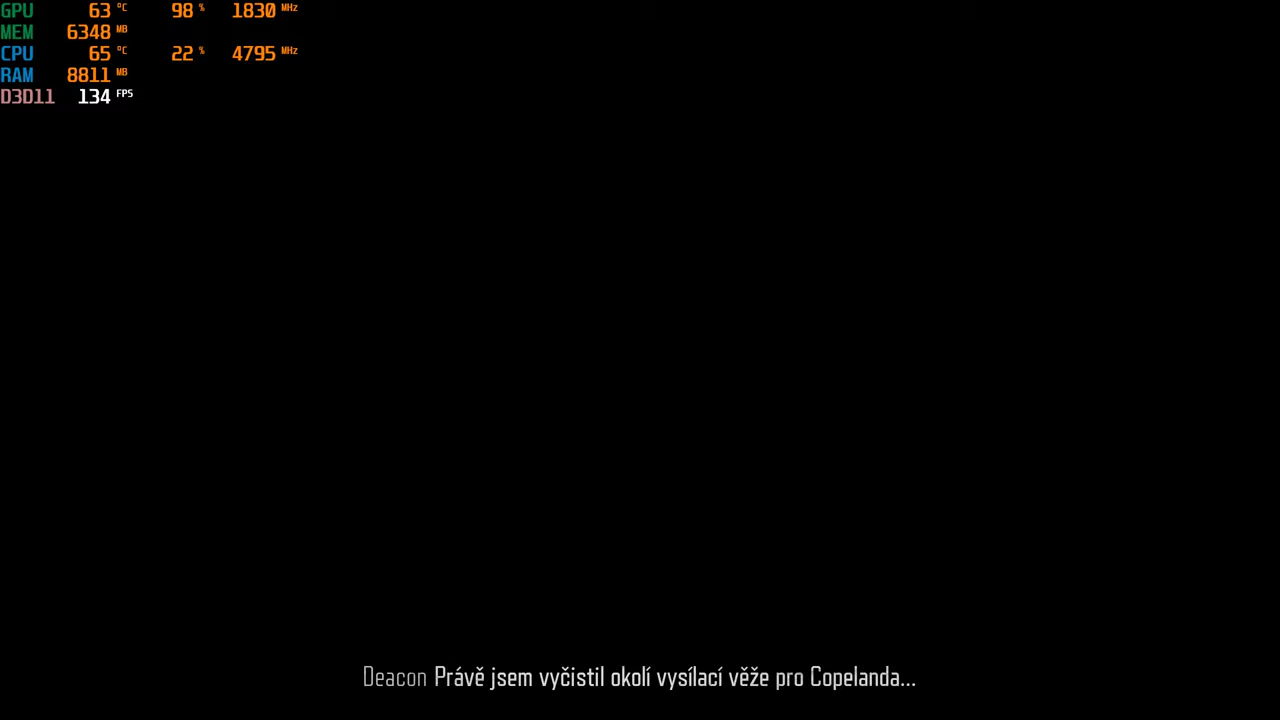 GPU 63 °C 98 % 1830 MHz
MEM 6348 MB
CPU 65 °C 22 % 4795 MHz
RAM 8811 MB
D3D11 134 FPS
Deacon Právě jsem vyčistil okolí vysílací věže pro Copelanda...